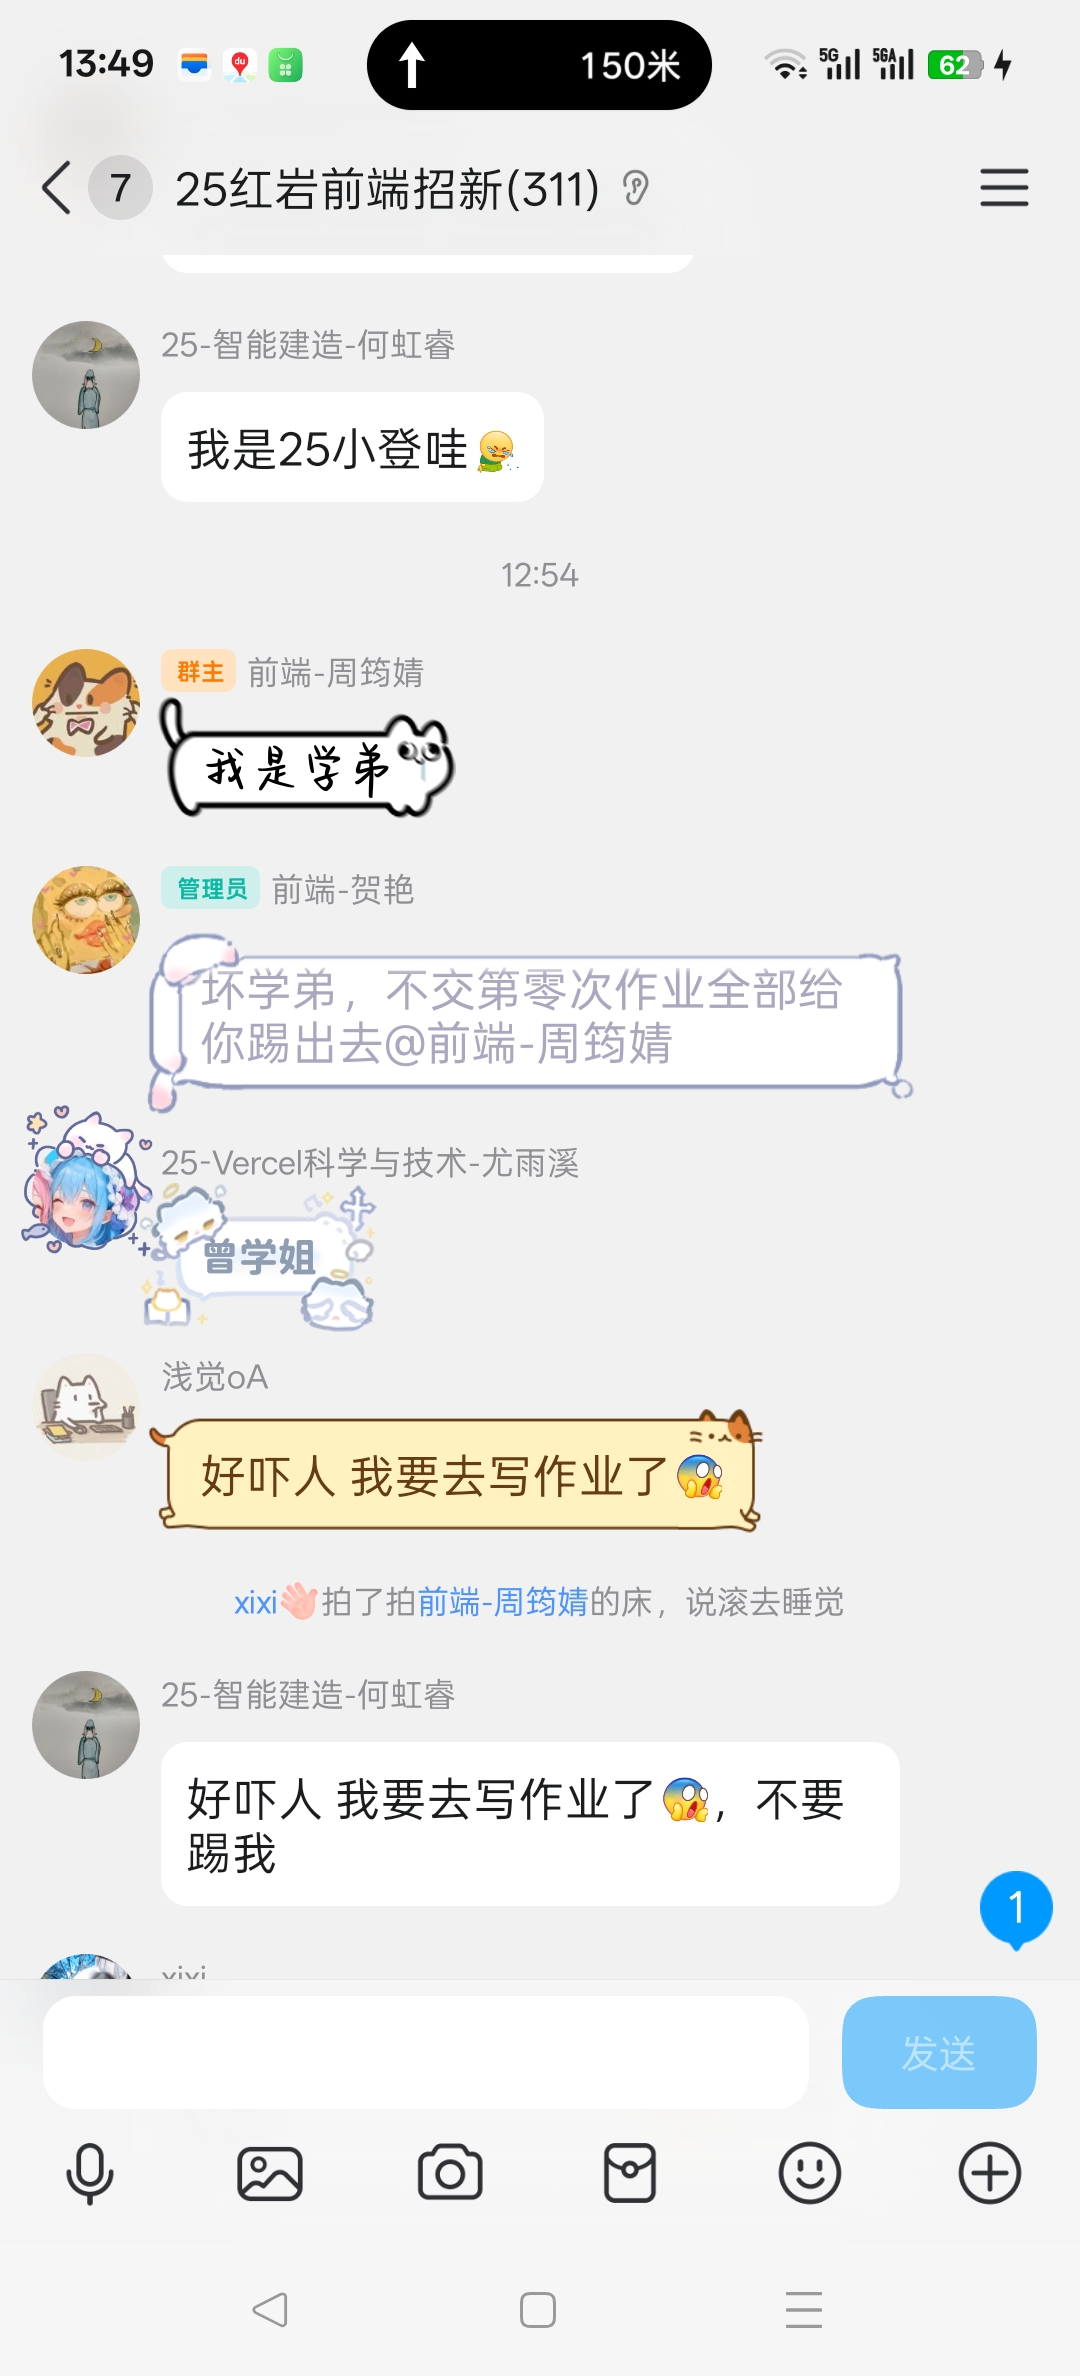 13:49
150米
5G
5GA
62
7
25红岩前端招新(311)
25-智能建造-何虹睿
我是25小登哇
12:54
群主 前端-周筠婧
我是学弟
管理员 前端-贺艳
坏学弟，不交第零次作业全部给
你踢出去@前端-周筠婧
25-Vercel科学与技术-尤雨溪
曾学姐
浅觉oA
好吓人 我要去写作业了😱
xixi👋拍了拍前端-周筠婧的床，说滚去睡觉
25-智能建造-何虹睿
好吓人 我要去写作业了😱，不要
踢我
1
xixi
发送